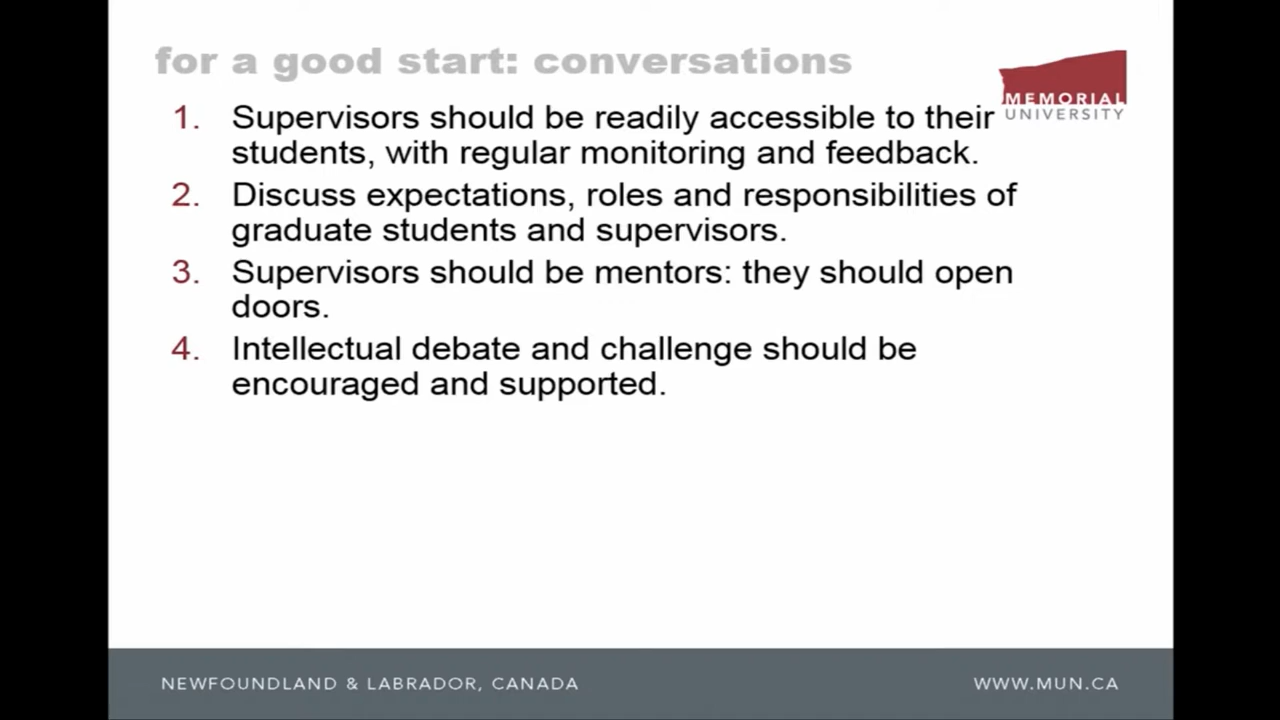 for a good start: conversations
MEMORIAL
UNIVERSITY
1. Supervisors should be readily accessible to their
students, with regular monitoring and feedback.
2. Discuss expectations, roles and responsibilities of
graduate students and supervisors.
3. Supervisors should be mentors: they should open
doors.
4. Intellectual debate and challenge should be
encouraged and supported.
NEWFOUNDLAND & LABRADOR, CANADA
WWW.MUN.CA